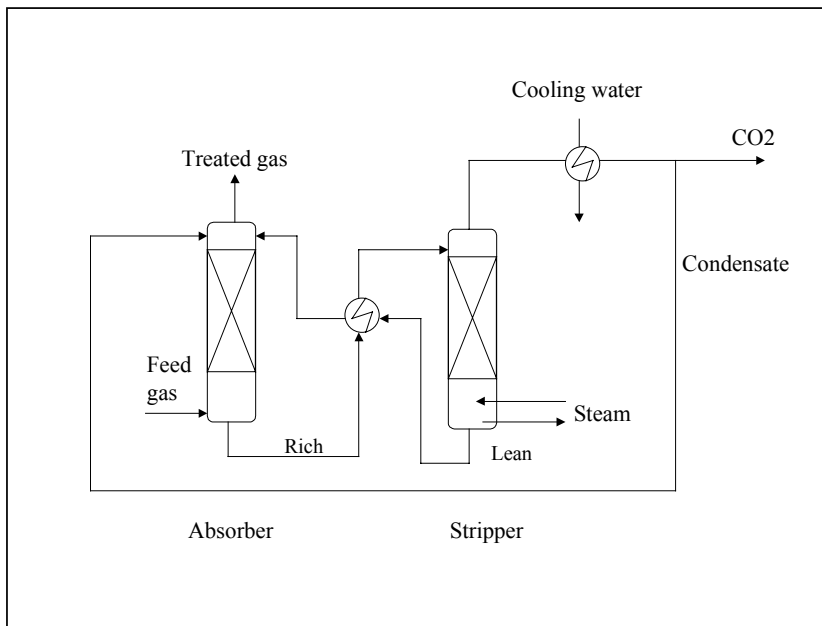 Cooling water
CO2
Treated gas
Condensate
Feed
gas
Steam
Rich
Lean
Absorber
Stripper